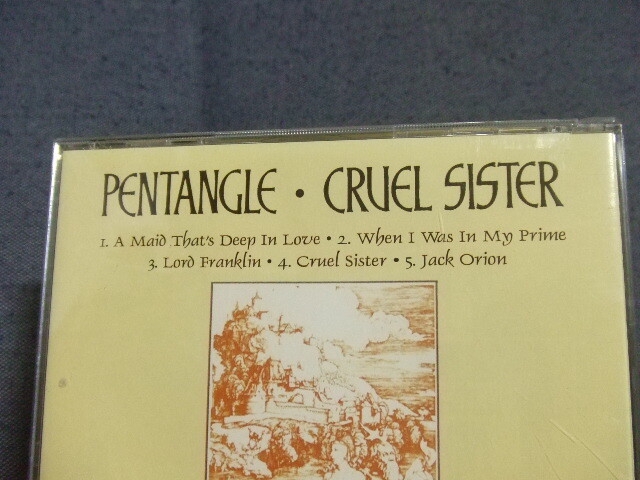 PENTANGLE • CRUEL SISTER
1. A Maid That's Deep In Love • 2. When I Was In My Prime
3. Lord Franklin • 4. Cruel Sister • 5. Jack Orion